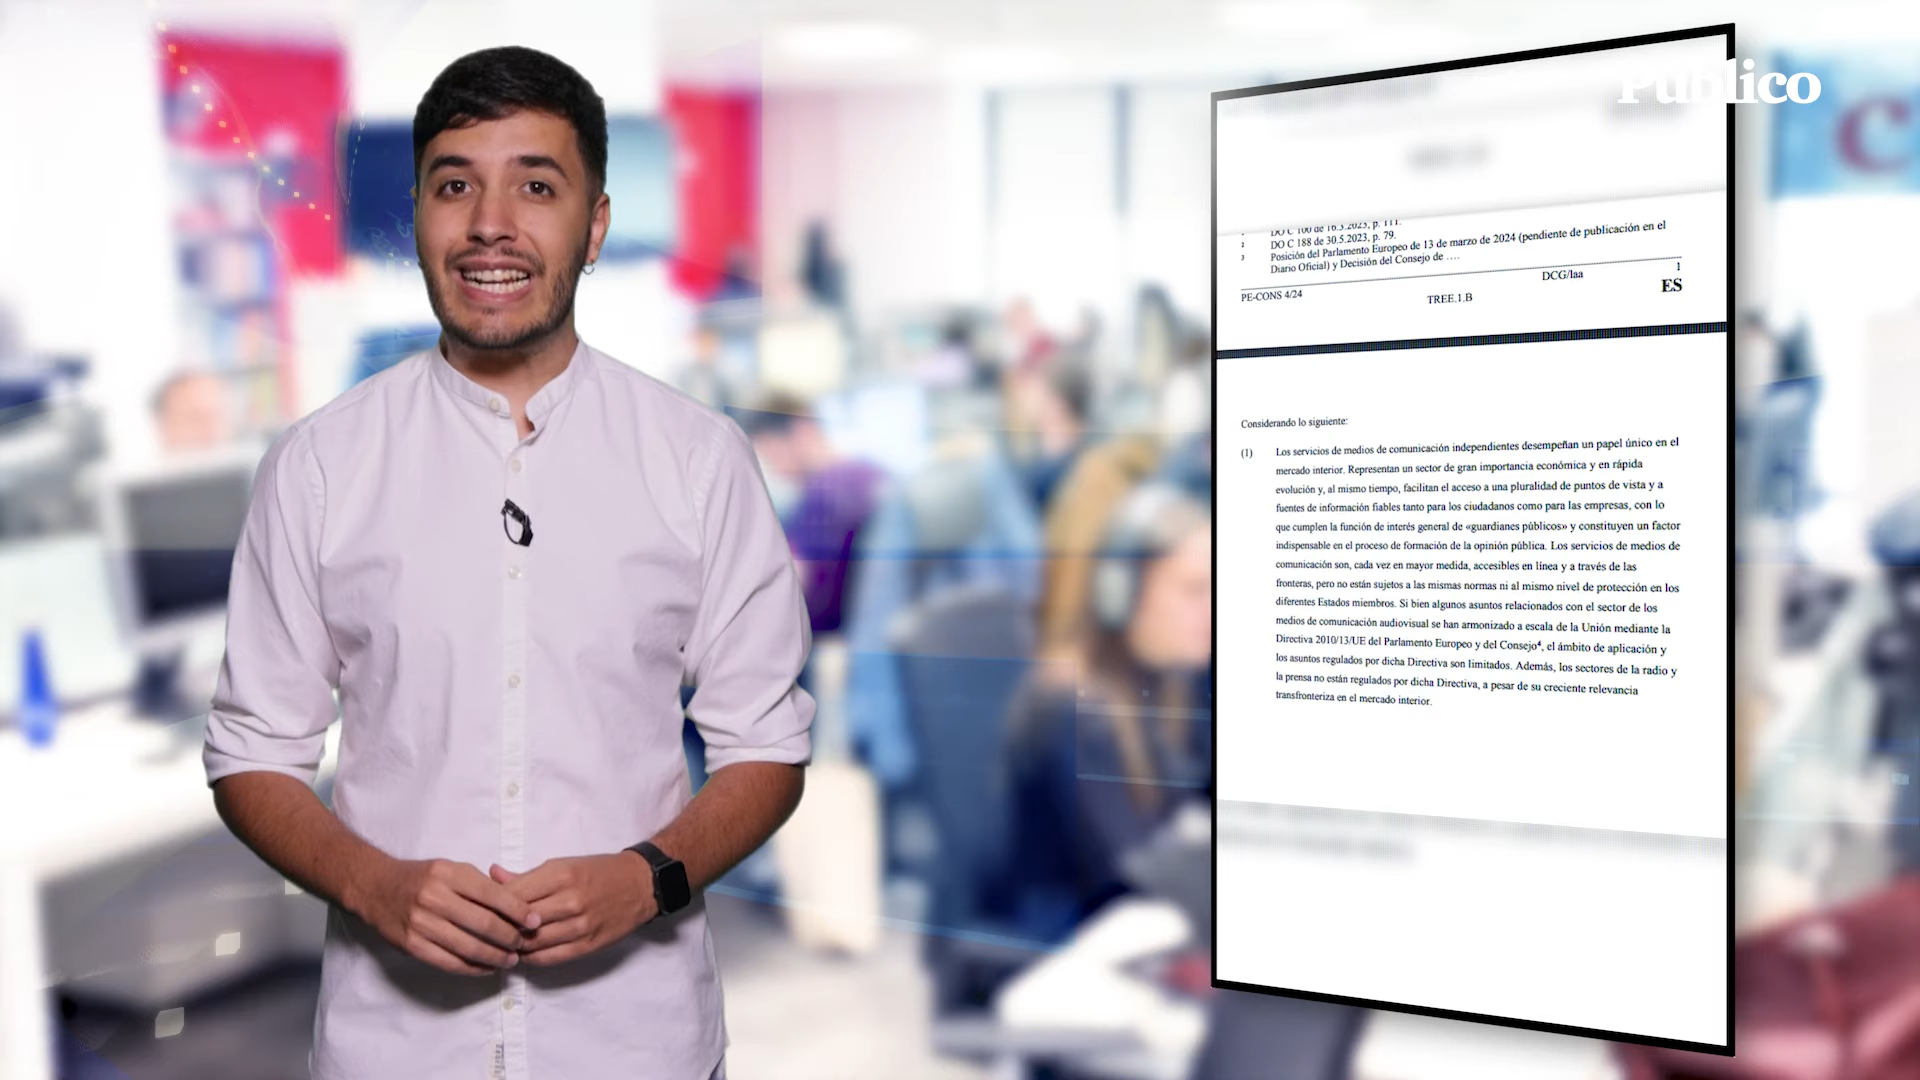 Público
1 DO C 100 de 16.3.2023, p. 111.
2 DO C 188 de 30.5.2023, p. 79.
3 Posición del Parlamento Europeo de 13 de marzo de 2024 (pendiente de publicación en el
Diario Oficial) y Decisión del Consejo de ….
PE-CONS 4/24 DCG/laa 1
TREE.1.B ES
Considerando lo siguiente:
(1) Los servicios de medios de comunicación independientes desempeñan un papel único en el
mercado interior. Representan un sector de gran importancia económica y en rápida
evolución y, al mismo tiempo, facilitan el acceso a una pluralidad de puntos de vista y a
fuentes de información fiables tanto para los ciudadanos como para las empresas, con lo
que cumplen la función de interés general de «guardianes públicos» y constituyen un factor
indispensable en el proceso de formación de la opinión pública. Los servicios de medios de
comunicación son, cada vez en mayor medida, accesibles en línea y a través de las
fronteras, pero no están sujetos a las mismas normas ni al mismo nivel de protección en los
diferentes Estados miembros. Si bien algunos asuntos relacionados con el sector de los
medios de comunicación audiovisual se han armonizado a escala de la Unión mediante la
Directiva 2010/13/UE del Parlamento Europeo y del Consejo⁴, el ámbito de aplicación y
los asuntos regulados por dicha Directiva son limitados. Además, los sectores de la radio y
la prensa no están regulados por dicha Directiva, a pesar de su creciente relevancia
transfronteriza en el mercado interior.